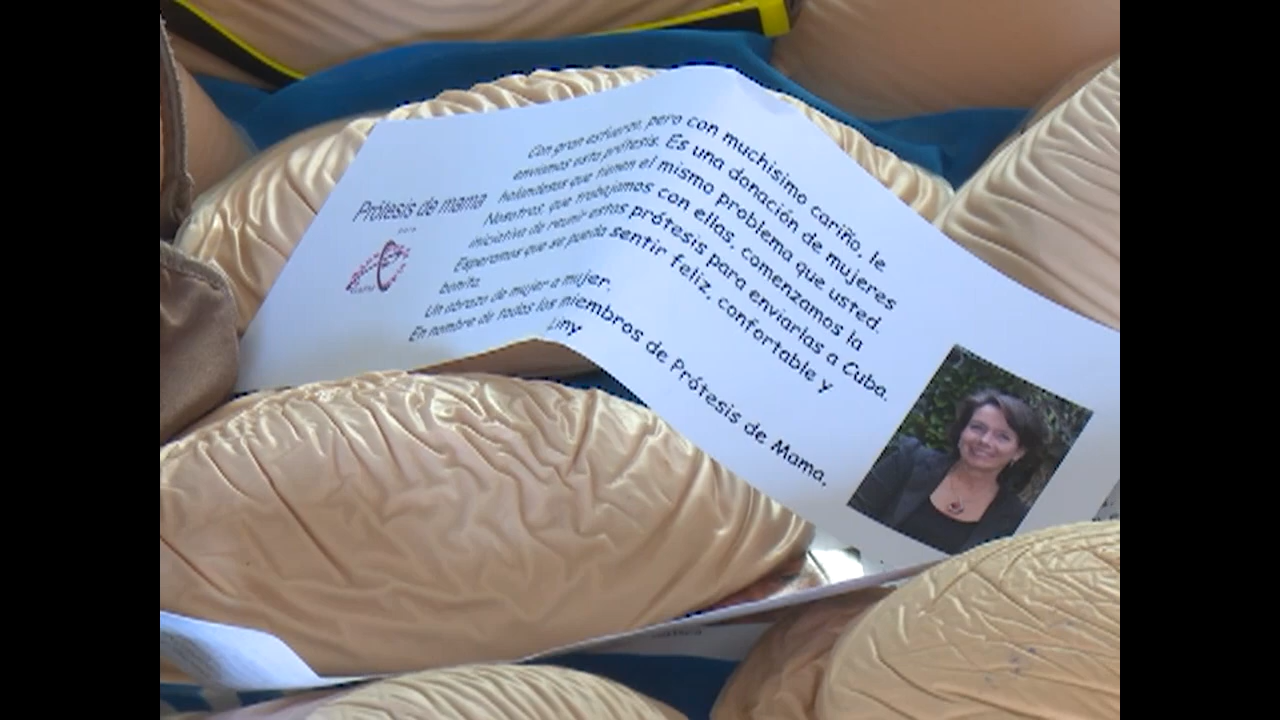 Prótesis de mama
Con gran esfuerzo, pero con muchisimo cariño, le
enviamos esta prótesis. Es una donación de mujeres
holandesas que tienen el mismo problema que usted.
Nosotros, que trabajamos con ellas, comenzamos la
iniciativa de reunir estas prótesis para enviarlas a Cuba.
Esperamos que se pueda sentir feliz, confortable y
bonita.
Un abrazo de mujer a mujer.
En nombre de todos los miembros de Prótesis de Mama,
Liny